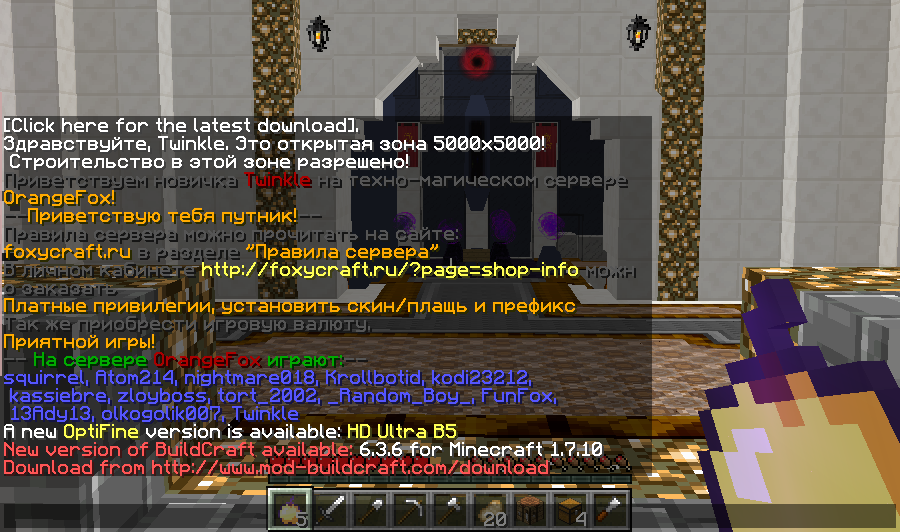 [Click here for the latest download].
Здравствуйте, Twinkle. Это открытая зона 5000x5000!
Строительство в этой зоне разрешено!
Приветствуем новичка Twinkle на техно-магическом сервере
OrangeFox!
--Приветствую тебя путник!--
Правила сервера можно прочитать на сайте:
foxycraft.ru в разделе "Правила сервера"
В личном кабинете http://foxycraft.ru/?page=shop-info можн
о заказать
Платные привилегии, установить скин/плащь и префикс
Так же приобрести игровую валюту.
Приятной игры!
-- На сервере OrangeFox играют:--
squirrel, Atom214, nightmare018, Krollbotid, kodi23212,
kassiebre, zloyboss, tort_2002, _Random_Boy_, FunFox,
13Ady13, olkogolik007, Twinkle
A new OptiFine version is available: HD Ultra B5
New version of BuildCraft available: 6.3.6 for Minecraft 1.7.10
Download from http://www.mod-buildcraft.com/download
5 20 4